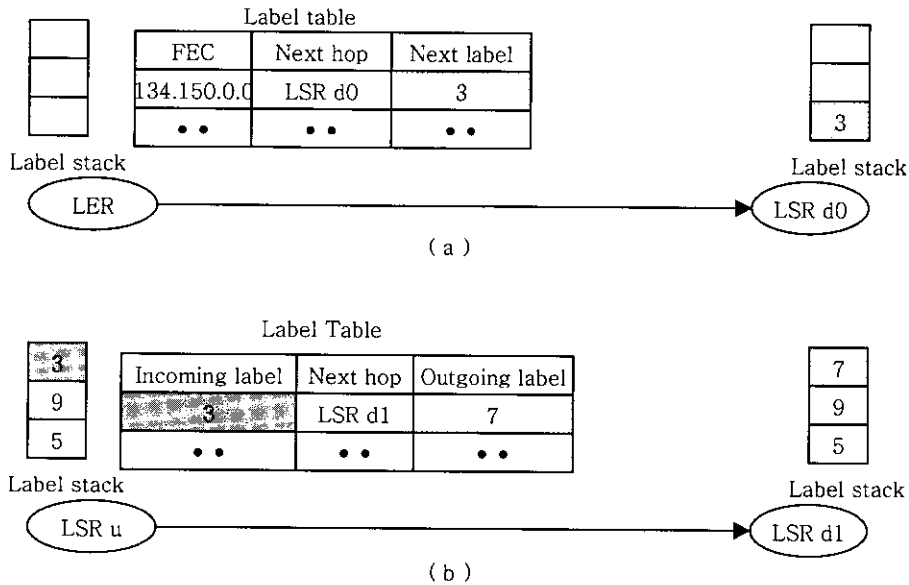 Label table
FEC Next hop Next label
134.150.0.0 LSR d0 3
• • • • • •
3
Label stack
Label stack
LER
LSR d0
( a )
Label Table
3
9
5
Incoming label Next hop Outgoing label
3 LSR d1 7
• • • • • •
7
9
5
Label stack
Label stack
LSR u
LSR d1
( b )